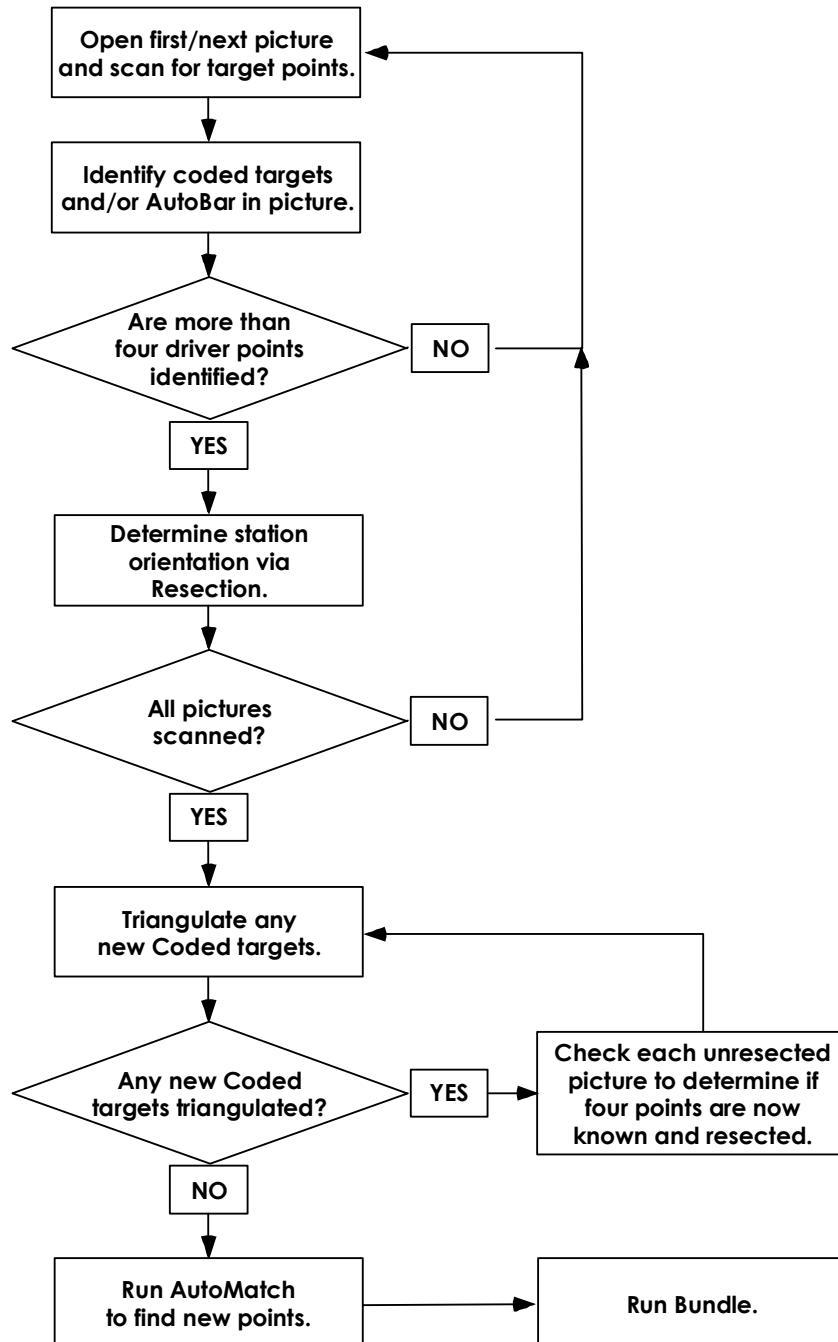 Open first/next picture
and scan for target points.
Identify coded targets
and/or AutoBar in picture.
Are more than
four driver points
identified?
NO
YES
Determine station
orientation via
Resection.
All pictures
scanned?
NO
YES
Triangulate any
new Coded targets.
Any new Coded
targets triangulated?
YES
Check each unresected
picture to determine if
four points are now
known and resected.
NO
Run AutoMatch
to find new points.
Run Bundle.